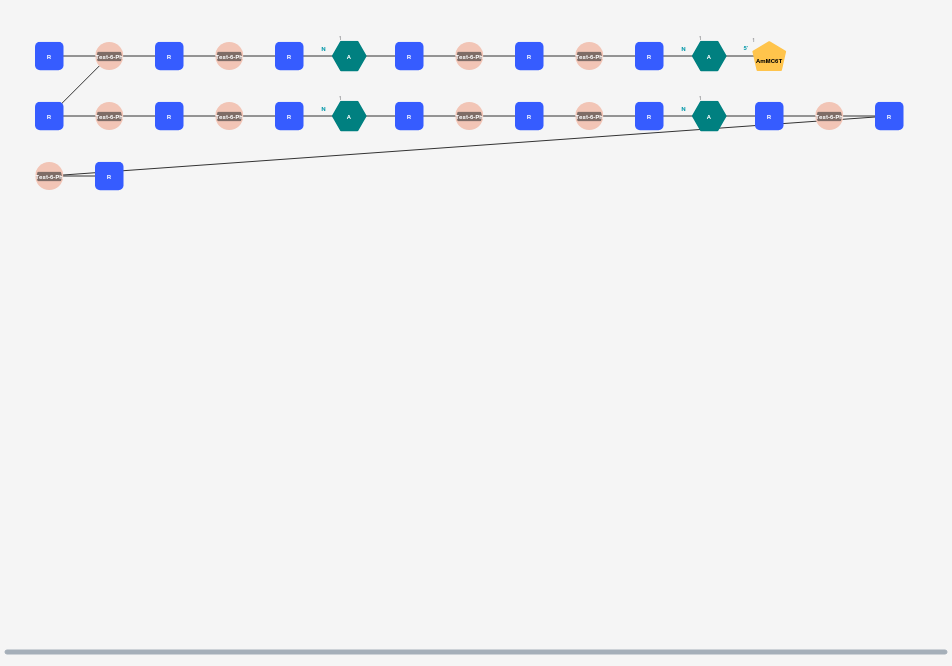 1 1 1
N N 5'
R Test-6-Ph R Test-6-Ph R A R Test-6-Ph R Test-6-Ph R A AmMC6T
1 1
N N
R Test-6-Ph R Test-6-Ph R A R Test-6-Ph R Test-6-Ph R A R Test-6-Ph R
Test-6-Ph R